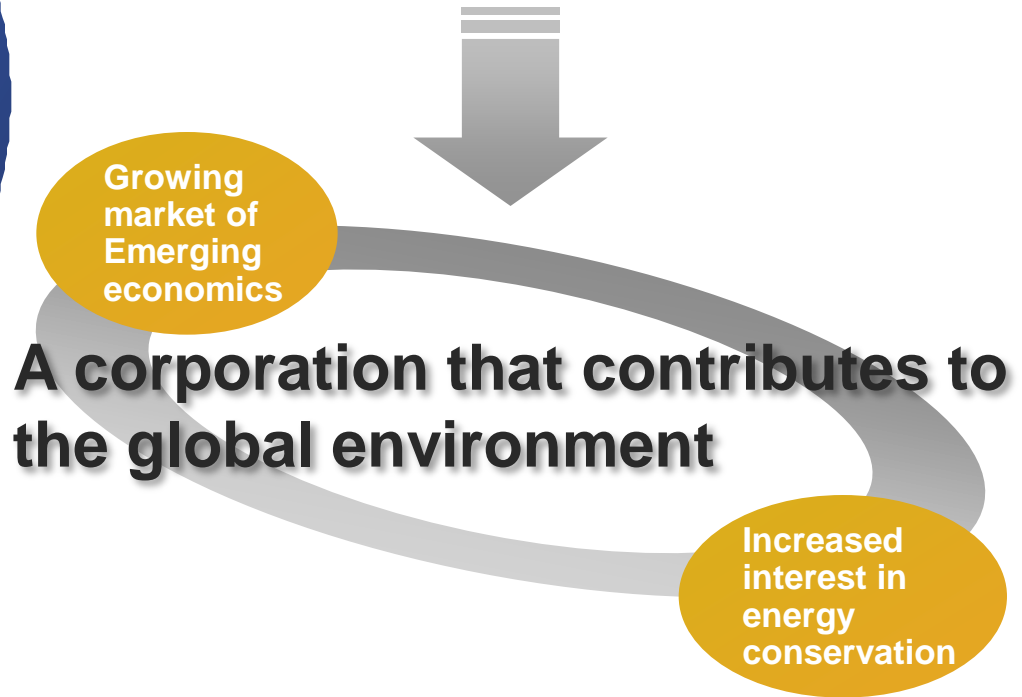 Growing
market of
Emerging
economics
A corporation that contributes to
the global environment
Increased
interest in
energy
conservation